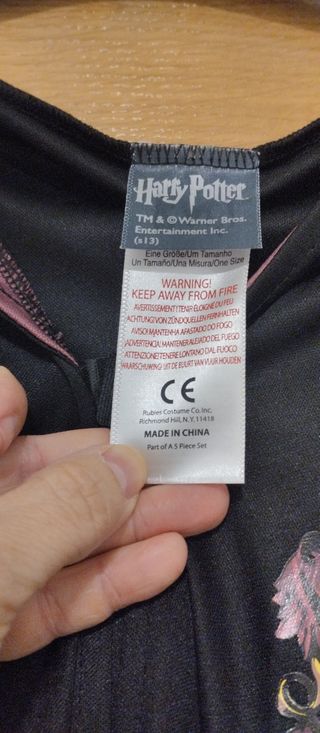 Harry Potter
TM & © Warner Bros.
Entertainment Inc.
(s13)
Eine Größe/Um Tamanho
Un Tamaño/Una Misura/One Size
WARNING!
KEEP AWAY FROM FIRE
AVERTISSEMENT! TENIR ÉLOIGNE DU FEU
ACHTUNG! VON ZÜNDQUELLEN FERNHALTEN
AVISO! MANTENHA AFASTADO DO FOGO
¡ADVERTENCIA!, MANTENER ALEJADO DEL FUEGO
ATTENZIONE! TENERE LONTANO DAL FUOCO
WAARSCHUWING! UIT DE BUURT VAN VUUR HOUDEN
CE
Rubies Costume Co. Inc,
Richmond Hill, N.Y. 11418
MADE IN CHINA
Part of A 5 Piece Set